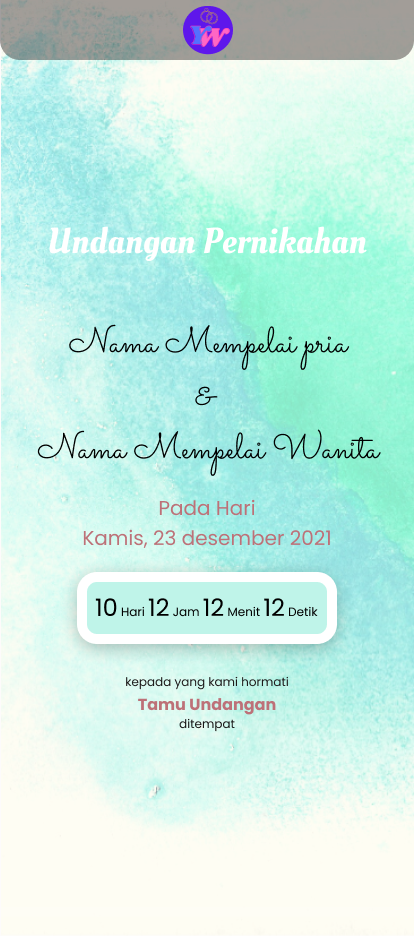 Undangan Pernikahan
Nama Mempelai pria
&
Nama Mempelai Wanita
Pada Hari
Kamis, 23 desember 2021
10 Hari 12 Jam 12 Menit 12 Detik
kepada yang kami hormati
Tamu Undangan
ditempat